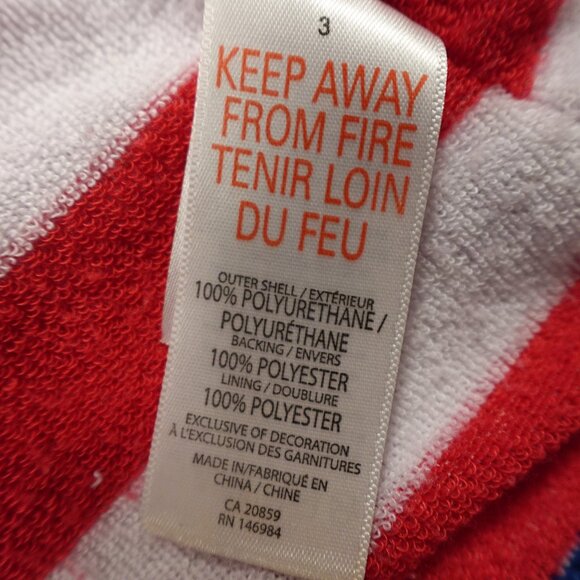 3
KEEP AWAY
FROM FIRE
TENIR LOIN
DU FEU
OUTER SHELL / EXTÉRIEUR
100% POLYURETHANE /
POLYURÉTHANE
BACKING / ENVERS
100% POLYESTER
LINING / DOUBLURE
100% POLYESTER
EXCLUSIVE OF DECORATION
À L'EXCLUSION DES GARNITURES
MADE IN/FABRIQUÉ EN
CHINA / CHINE
CA 20859
RN 146984